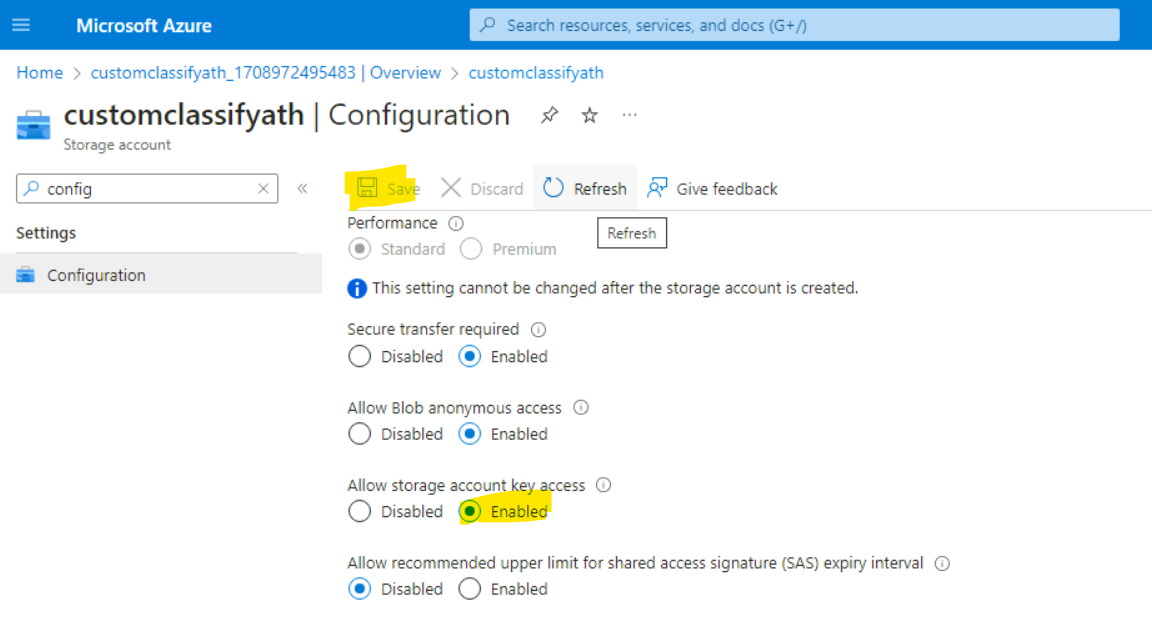 Microsoft Azure
Search resources, services, and docs (G+/)
Home > customclassifyath_1708972495483 | Overview > customclassifyath
customclassifyath | Configuration
Storage account
config
Save Discard Refresh Give feedback
Settings
Configuration
Performance
Refresh
Standard Premium
This setting cannot be changed after the storage account is created.
Secure transfer required
Disabled Enabled
Allow Blob anonymous access
Disabled Enabled
Allow storage account key access
Disabled Enabled
Allow recommended upper limit for shared access signature (SAS) expiry interval
Disabled Enabled